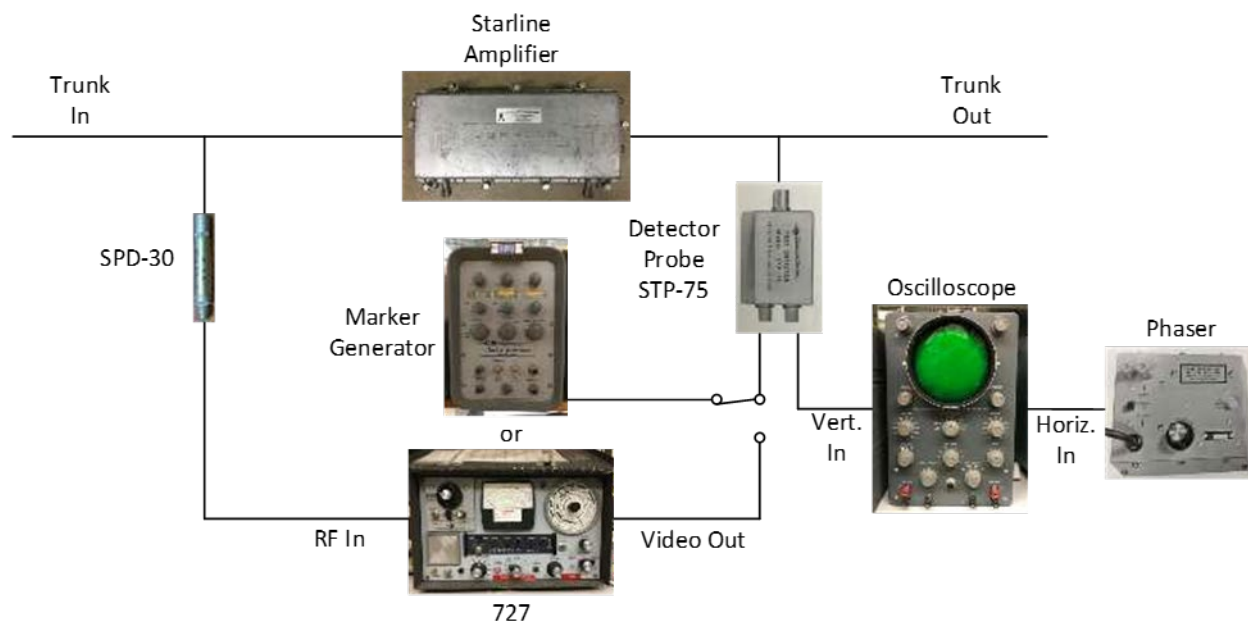 Starline
Amplifier
Trunk
In
Trunk
Out
SPD-30
Detector
Probe
STP-75
Marker
Generator
Oscilloscope
Phaser
or
Vert.
In
Horiz.
In
RF In
Video Out
727